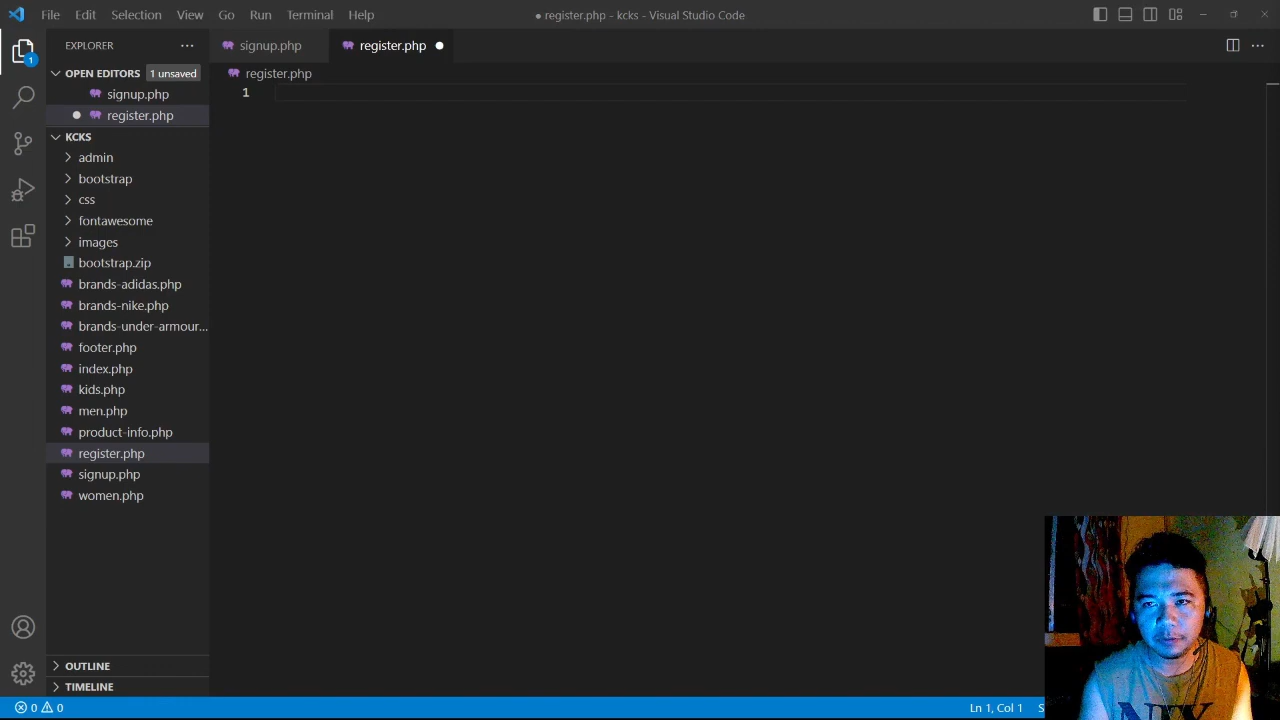 File Edit Selection View Go Run Terminal Help
● register.php - kcks - Visual Studio Code
EXPLORER
signup.php
register.php
OPEN EDITORS
1 unsaved
signup.php
register.php
KCKS
admin
bootstrap
css
fontawesome
images
bootstrap.zip
brands-adidas.php
brands-nike.php
brands-under-armour...
footer.php
index.php
kids.php
men.php
product-info.php
register.php
signup.php
women.php
OUTLINE
TIMELINE
register.php
1
1
0 0
Ln 1, Col 1
S